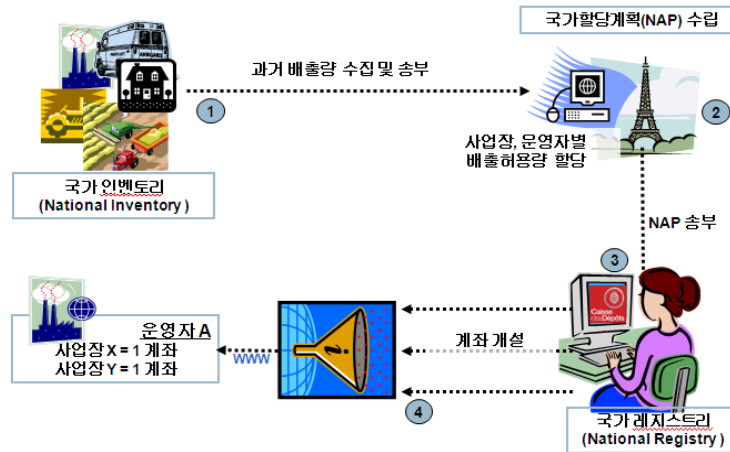 국가할당계획(NAP) 수립
AMBULANCE
과거 배출량 수집 및 송부
1
2
사업장, 운영자별
배출허용량 할당
국가 인벤토리
(National Inventory )
NAP 송부
3
Caisse
des Dépôts
운영자 A
사업장 X = 1 계좌
사업장 Y = 1 계좌
www
i
계좌 개설
4
국가 레지스트리
(National Registry)